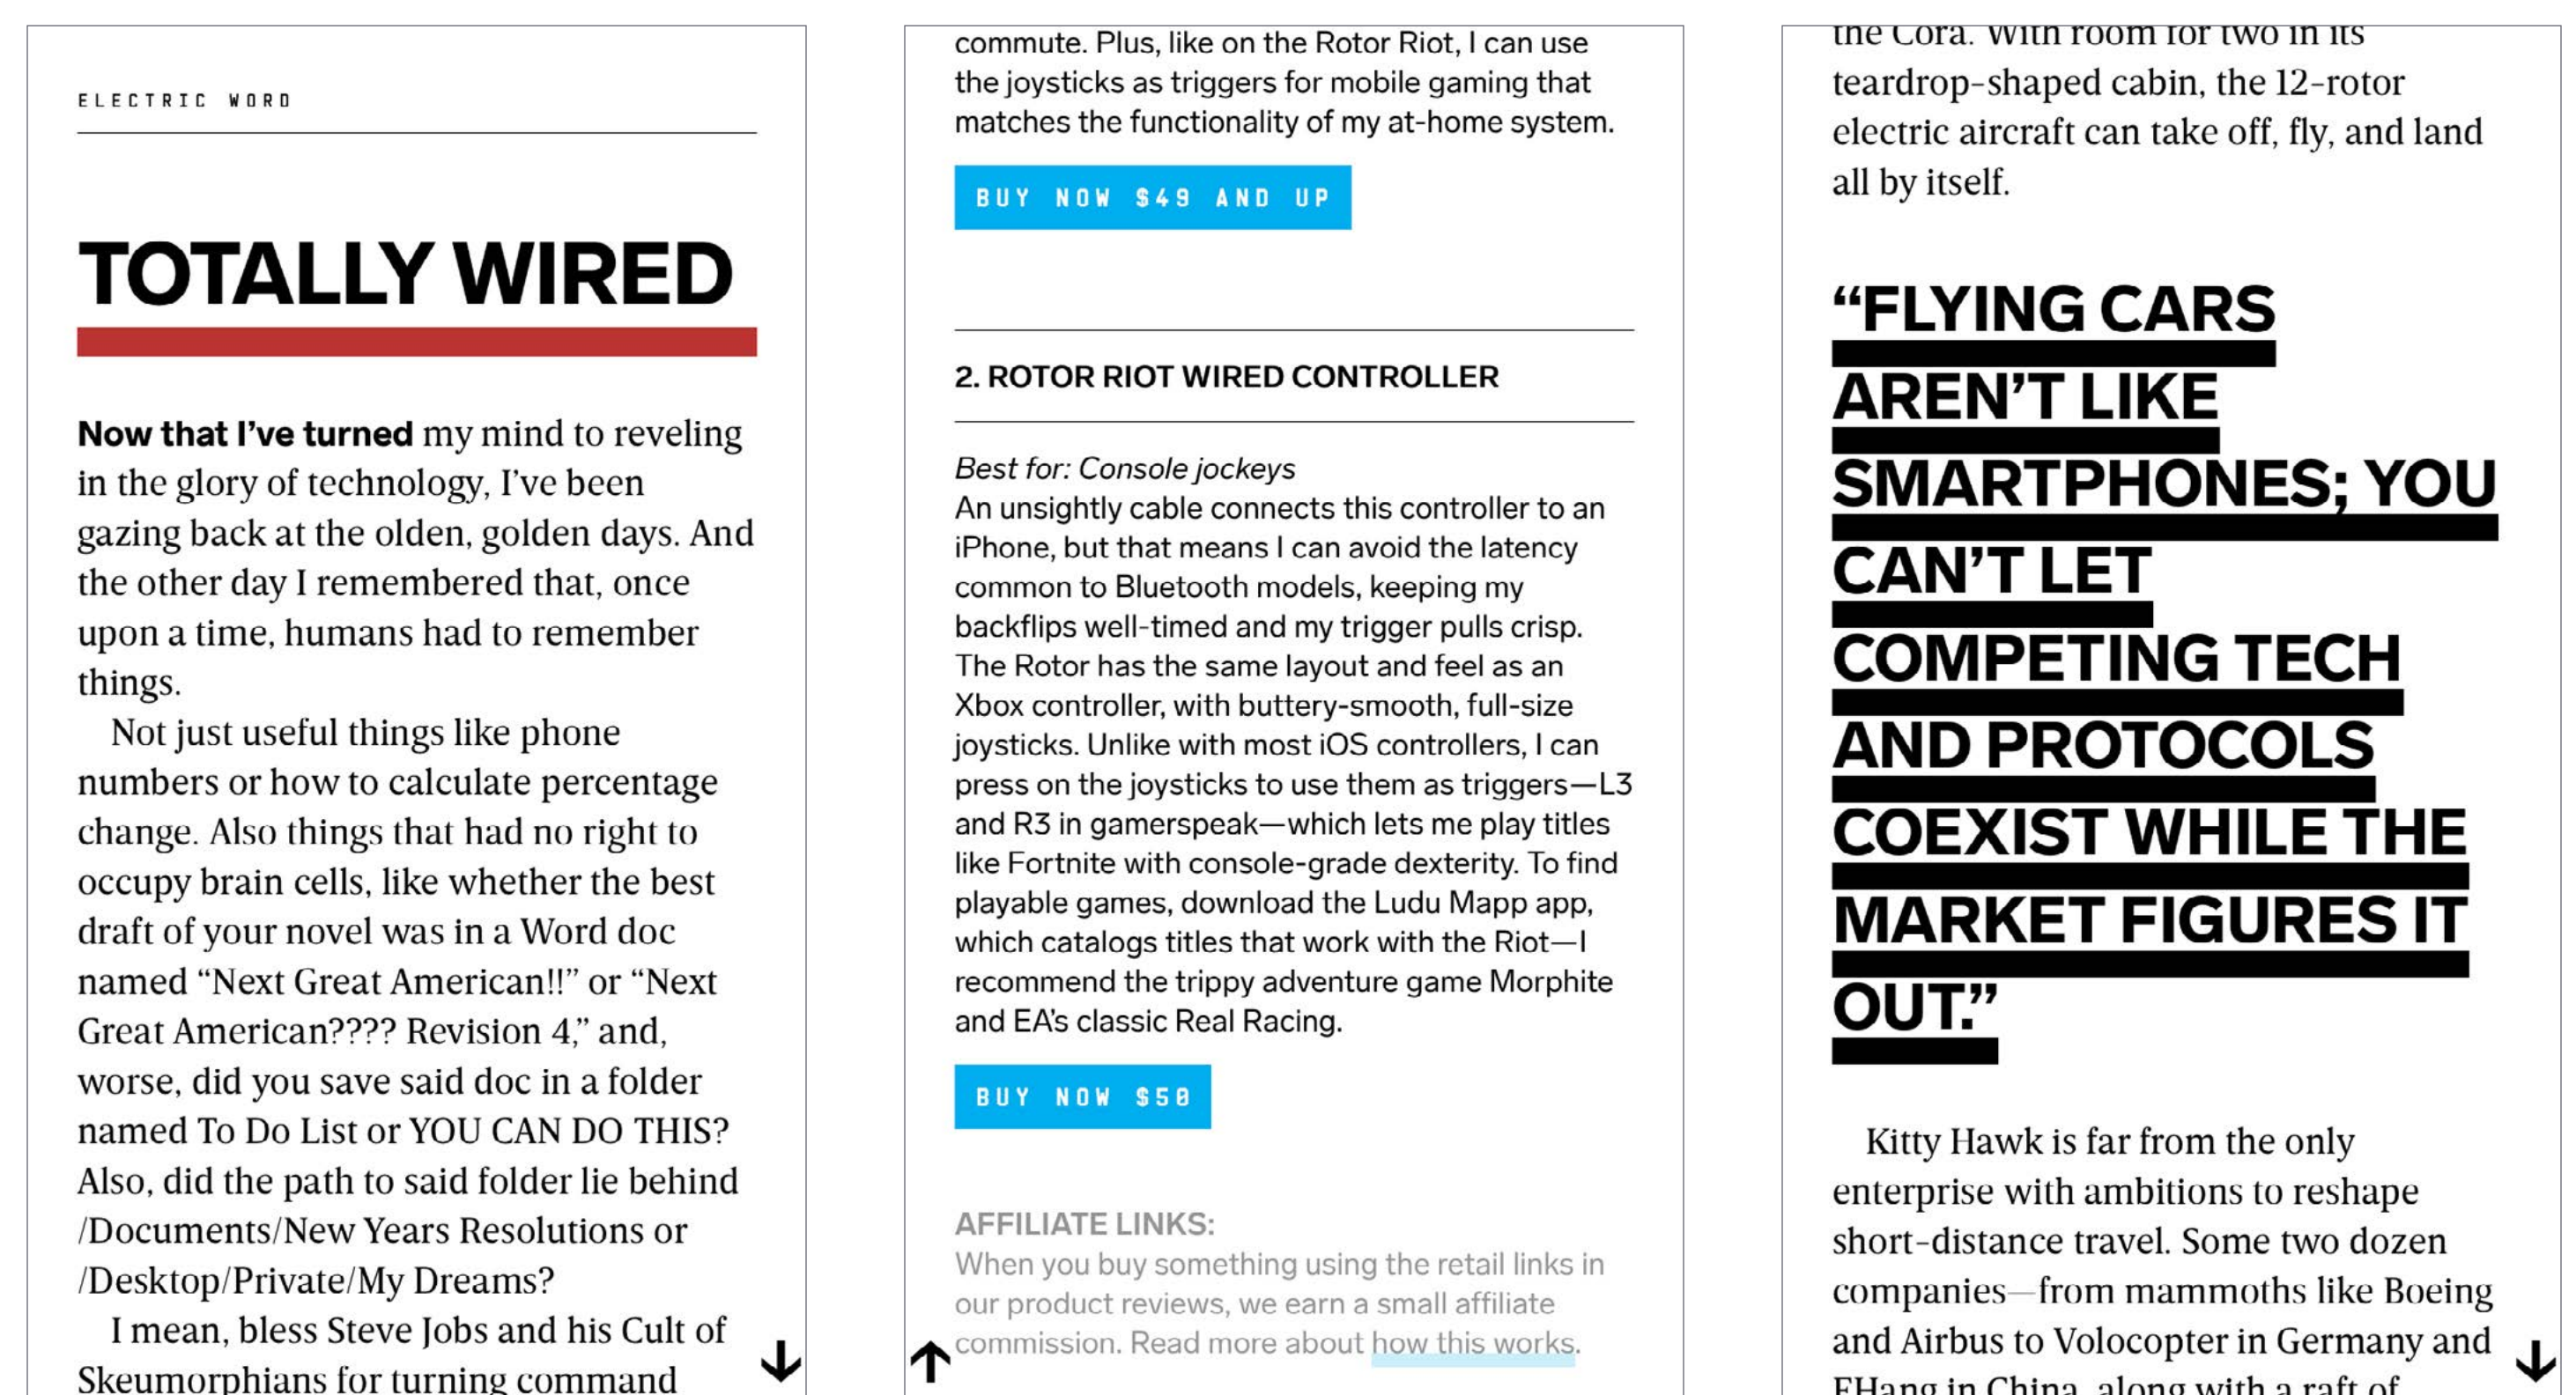 ELECTRIC WORD
TOTALLY WIRED
Now that I’ve turned my mind to reveling
in the glory of technology, I’ve been
gazing back at the olden, golden days. And
the other day I remembered that, once
upon a time, humans had to remember
things.
Not just useful things like phone
numbers or how to calculate percentage
change. Also things that had no right to
occupy brain cells, like whether the best
draft of your novel was in a Word doc
named “Next Great American!!” or “Next
Great American???? Revision 4,” and,
worse, did you save said doc in a folder
named To Do List or YOU CAN DO THIS?
Also, did the path to said folder lie behind
/Documents/New Years Resolutions or
/Desktop/Private/My Dreams?
I mean, bless Steve Jobs and his Cult of
Skeumorphians for turning command
commute. Plus, like on the Rotor Riot, I can use
the joysticks as triggers for mobile gaming that
matches the functionality of my at-home system.
BUY NOW $49 AND UP
2. ROTOR RIOT WIRED CONTROLLER
Best for: Console jockeys
An unsightly cable connects this controller to an
iPhone, but that means I can avoid the latency
common to Bluetooth models, keeping my
backflips well-timed and my trigger pulls crisp.
The Rotor has the same layout and feel as an
Xbox controller, with buttery-smooth, full-size
joysticks. Unlike with most iOS controllers, I can
press on the joysticks to use them as triggers—L3
and R3 in gamerspeak—which lets me play titles
like Fortnite with console-grade dexterity. To find
playable games, download the Ludu Mapp app,
which catalogs titles that work with the Riot—I
recommend the trippy adventure game Morphite
and EA’s classic Real Racing.
BUY NOW $50
AFFILIATE LINKS:
When you buy something using the retail links in
our product reviews, we earn a small affiliate
commission. Read more about how this works.
the Cora. With room for two in its
teardrop-shaped cabin, the 12-rotor
electric aircraft can take off, fly, and land
all by itself.
“FLYING CARS
AREN’T LIKE
SMARTPHONES; YOU
CAN’T LET
COMPETING TECH
AND PROTOCOLS
COEXIST WHILE THE
MARKET FIGURES IT
OUT.”
Kitty Hawk is far from the only
enterprise with ambitions to reshape
short-distance travel. Some two dozen
companies—from mammoths like Boeing
and Airbus to Volocopter in Germany and
EHang in China, along with a raft of